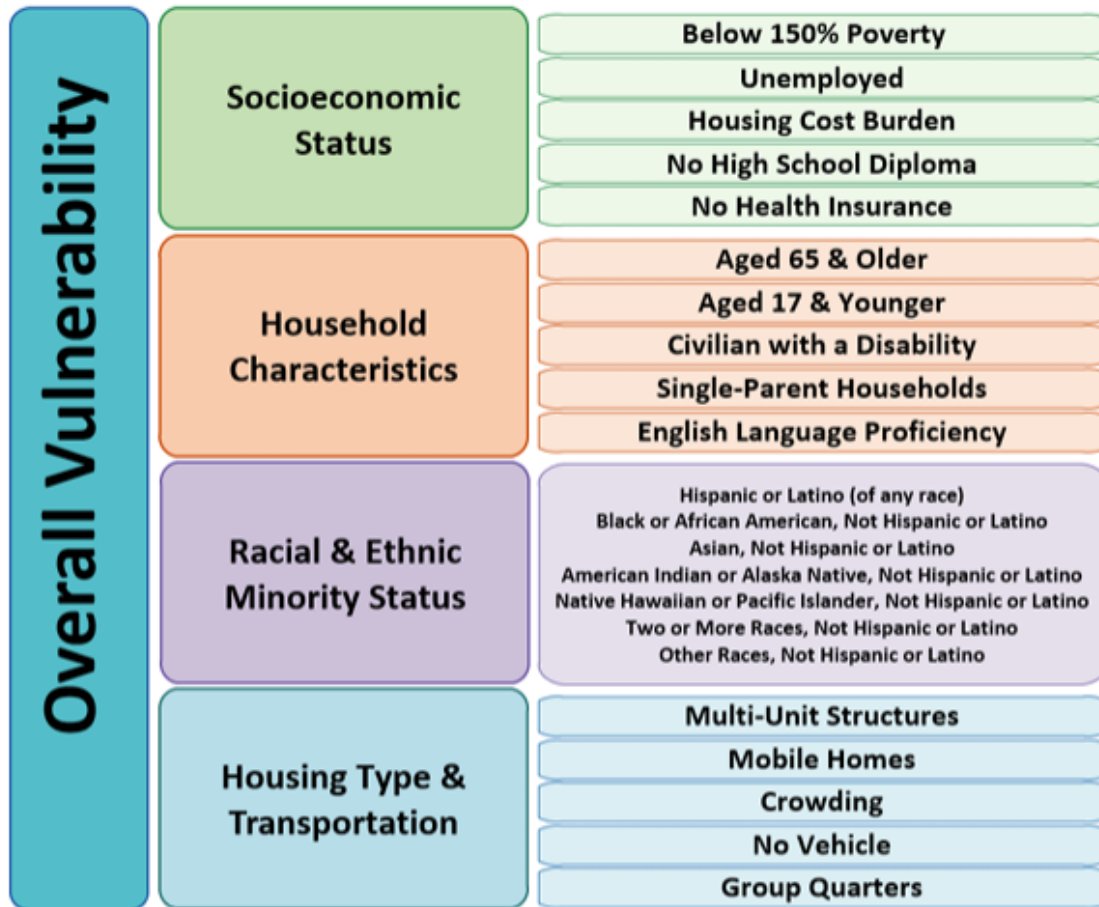 Overall Vulnerability
Socioeconomic
Status
Below 150% Poverty
Unemployed
Housing Cost Burden
No High School Diploma
No Health Insurance
Household
Characteristics
Aged 65 & Older
Aged 17 & Younger
Civilian with a Disability
Single-Parent Households
English Language Proficiency
Racial & Ethnic
Minority Status
Hispanic or Latino (of any race)
Black or African American, Not Hispanic or Latino
Asian, Not Hispanic or Latino
American Indian or Alaska Native, Not Hispanic or Latino
Native Hawaiian or Pacific Islander, Not Hispanic or Latino
Two or More Races, Not Hispanic or Latino
Other Races, Not Hispanic or Latino
Housing Type &
Transportation
Multi-Unit Structures
Mobile Homes
Crowding
No Vehicle
Group Quarters